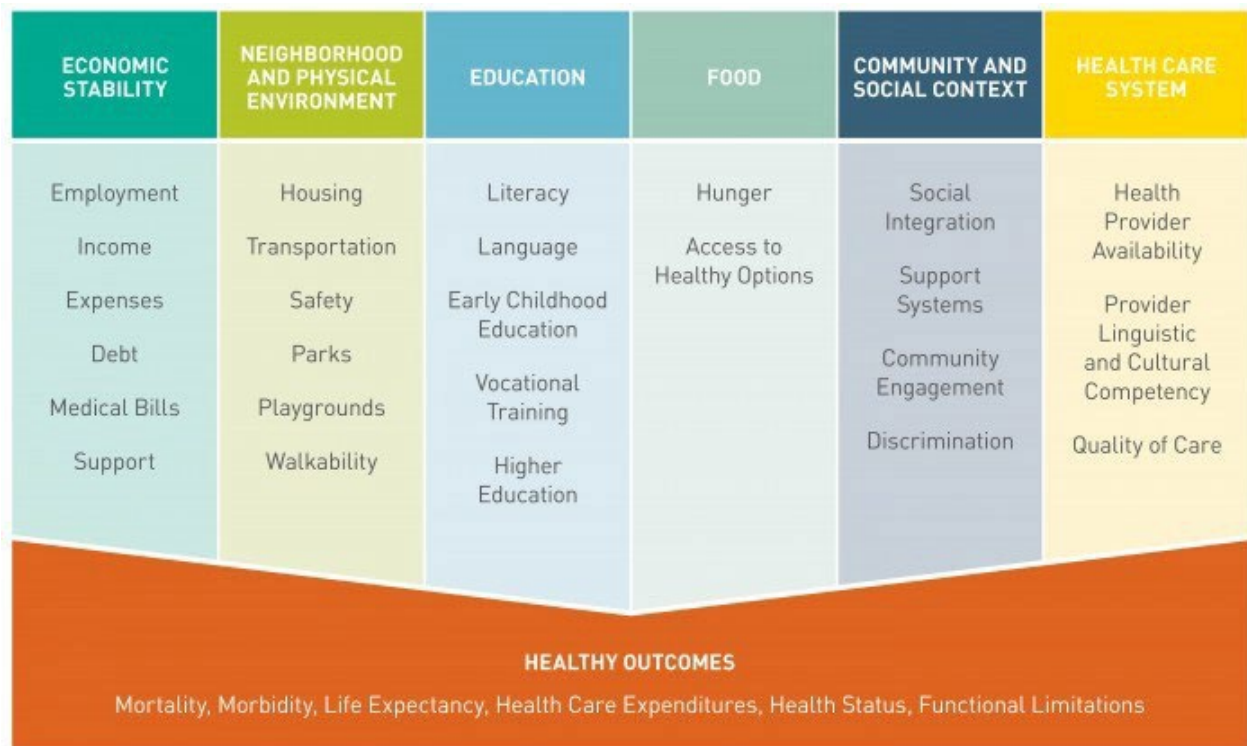 ECONOMIC
STABILITY
NEIGHBORHOOD
AND PHYSICAL
ENVIRONMENT
EDUCATION
FOOD
COMMUNITY AND
SOCIAL CONTEXT
HEALTH CARE
SYSTEM
Employment
Income
Expenses
Debt
Medical Bills
Support
Housing
Transportation
Safety
Parks
Playgrounds
Walkability
Literacy
Language
Early Childhood
Education
Vocational
Training
Higher
Education
Hunger
Access to
Healthy Options
Social
Integration
Support
Systems
Community
Engagement
Discrimination
Health
Provider
Availability
Provider
Linguistic
and Cultural
Competency
Quality of Care
HEALTHY OUTCOMES
Mortality, Morbidity, Life Expectancy, Health Care Expenditures, Health Status, Functional Limitations